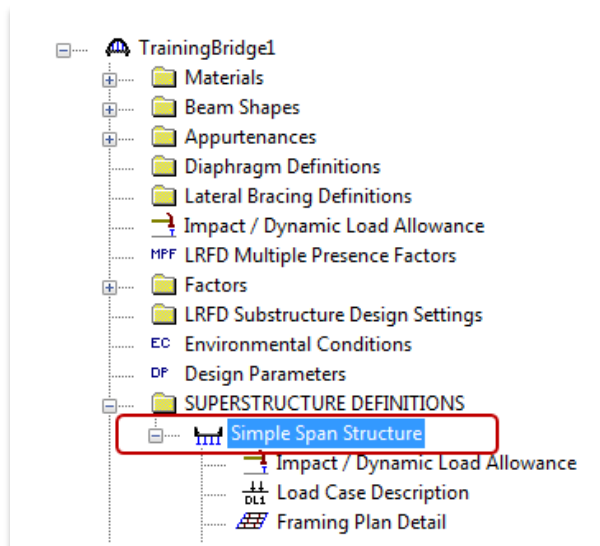 TrainingBridge1
Materials
Beam Shapes
Appurtenances
Diaphragm Definitions
Lateral Bracing Definitions
Impact / Dynamic Load Allowance
MPF LRFD Multiple Presence Factors
Factors
LRFD Substructure Design Settings
EC Environmental Conditions
DP Design Parameters
SUPERSTRUCTURE DEFINITIONS
Simple Span Structure
Impact / Dynamic Load Allowance
DL1 Load Case Description
Framing Plan Detail